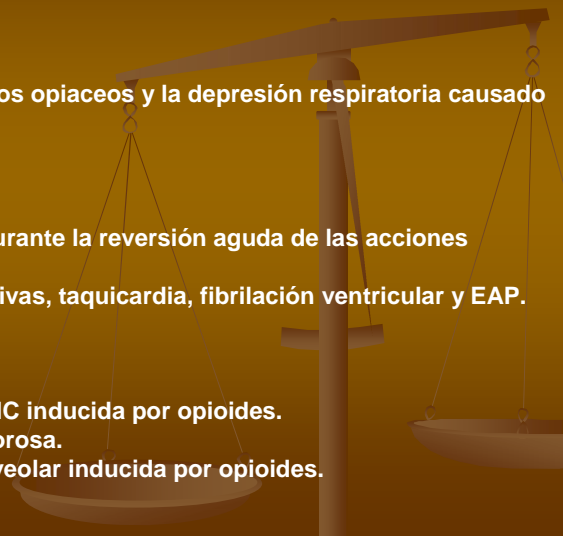 os opiaceos y la depresión respiratoria causado
urante la reversión aguda de las acciones
ivas, taquicardia, fibrilación ventricular y EAP.
IC inducida por opioides.
orosa.
veolar inducida por opioides.